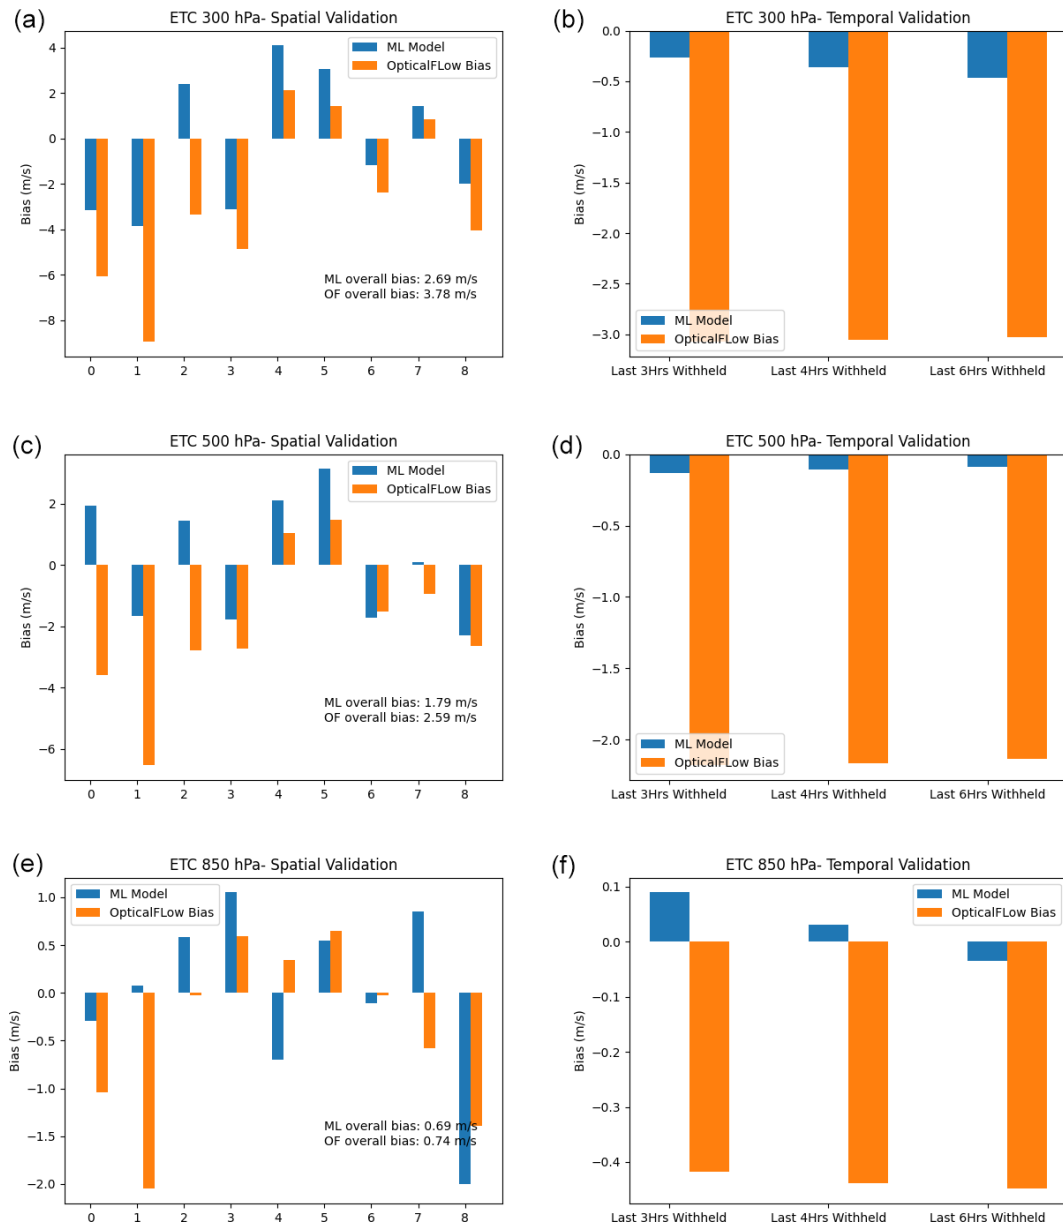 (a)
ETC 300 hPa- Spatial Validation
ML Model
OpticalFLow Bias
4
2
0
−2
−4
−6
−8
Bias (m/s)
ML overall bias: 2.69 m/s
OF overall bias: 3.78 m/s
0 1 2 3 4 5 6 7 8
(b)
ETC 300 hPa- Temporal Validation
0.0
−0.5
−1.0
−1.5
−2.0
−2.5
−3.0
Bias (m/s)
ML Model
OpticalFLow Bias
Last 3Hrs Withheld Last 4Hrs Withheld Last 6Hrs Withheld
(c)
ETC 500 hPa- Spatial Validation
ML Model
OpticalFLow Bias
2
0
−2
−4
−6
Bias (m/s)
ML overall bias: 1.79 m/s
OF overall bias: 2.59 m/s
0 1 2 3 4 5 6 7 8
(d)
ETC 500 hPa- Temporal Validation
0.0
−0.5
−1.0
−1.5
−2.0
Bias (m/s)
ML Model
OpticalFLow Bias
Last 3Hrs Withheld Last 4Hrs Withheld Last 6Hrs Withheld
(e)
ETC 850 hPa- Spatial Validation
ML Model
OpticalFLow Bias
1.0
0.5
0.0
−0.5
−1.0
−1.5
−2.0
Bias (m/s)
ML overall bias: 0.69 m/s
OF overall bias: 0.74 m/s
0 1 2 3 4 5 6 7 8
(f)
ETC 850 hPa- Temporal Validation
ML Model
OpticalFLow Bias
0.1
0.0
−0.1
−0.2
−0.3
−0.4
Bias (m/s)
Last 3Hrs Withheld Last 4Hrs Withheld Last 6Hrs Withheld